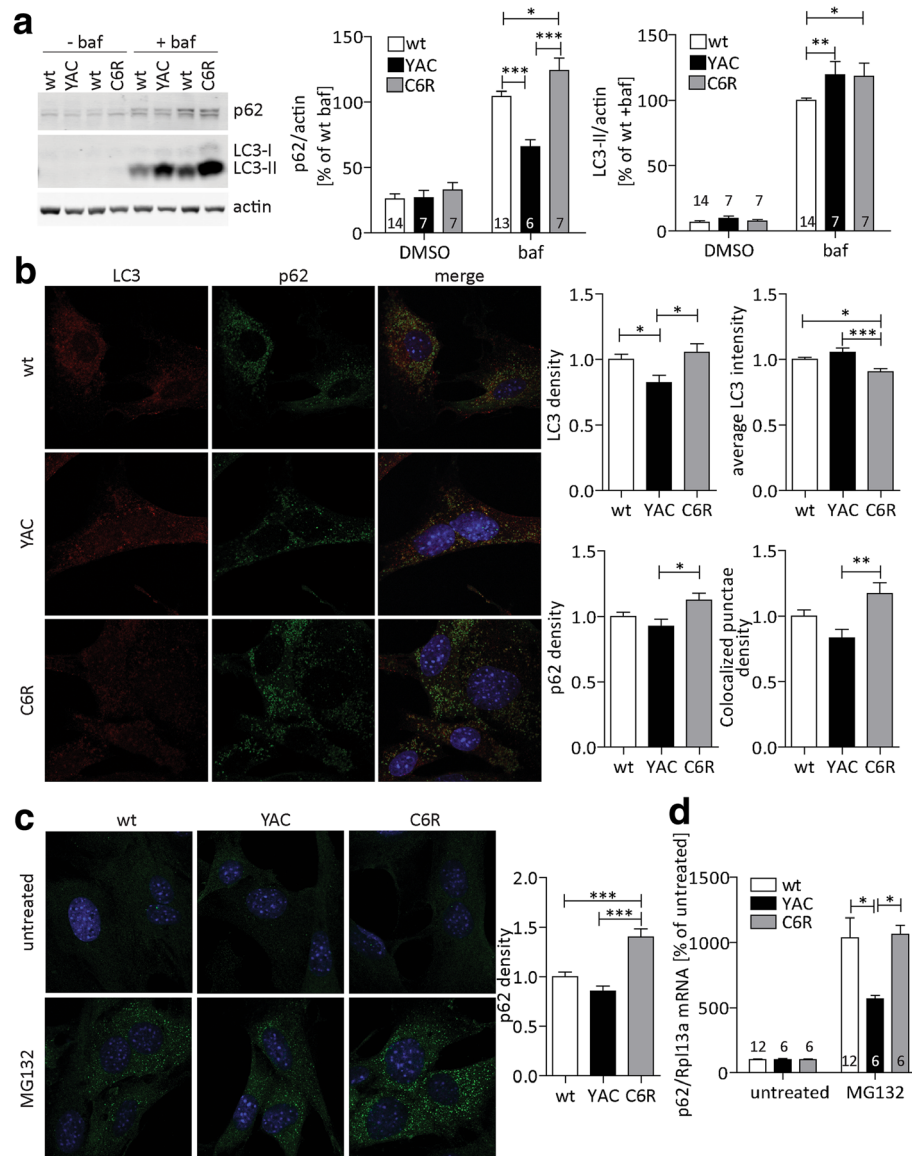 a
- baf + baf
wt YAC wt C6R wt YAC wt C6R
p62
LC3-I
LC3-II
actin
p62/actin
[% of wt baf]
150
100
50
0
wt
YAC
C6R
*
***
***
14 7 7 13 6 7
DMSO baf
LC3-II/actin
[% of wt +baf]
150
100
50
0
wt
YAC
C6R
*
**
14 7 7 14 7 7
DMSO baf
b
LC3 p62 merge
wt
YAC
C6R
LC3 density
1.5
1.0
0.5
0.0
* *
wt YAC C6R
average LC3 intensity
1.5
1.0
0.5
0.0
*
***
wt YAC C6R
p62 density
1.5
1.0
0.5
0.0
*
wt YAC C6R
Colocalized punctae
density
1.5
1.0
0.5
0.0
**
wt YAC C6R
c
wt YAC C6R
untreated
MG132
p62 density
2.0
1.5
1.0
0.5
0.0
***
***
wt YAC C6R
d
p62/Rpl13a mRNA [% of untreated]
1500
1000
500
0
wt
YAC
C6R
* *
12 6 6 12 6 6
untreated MG132